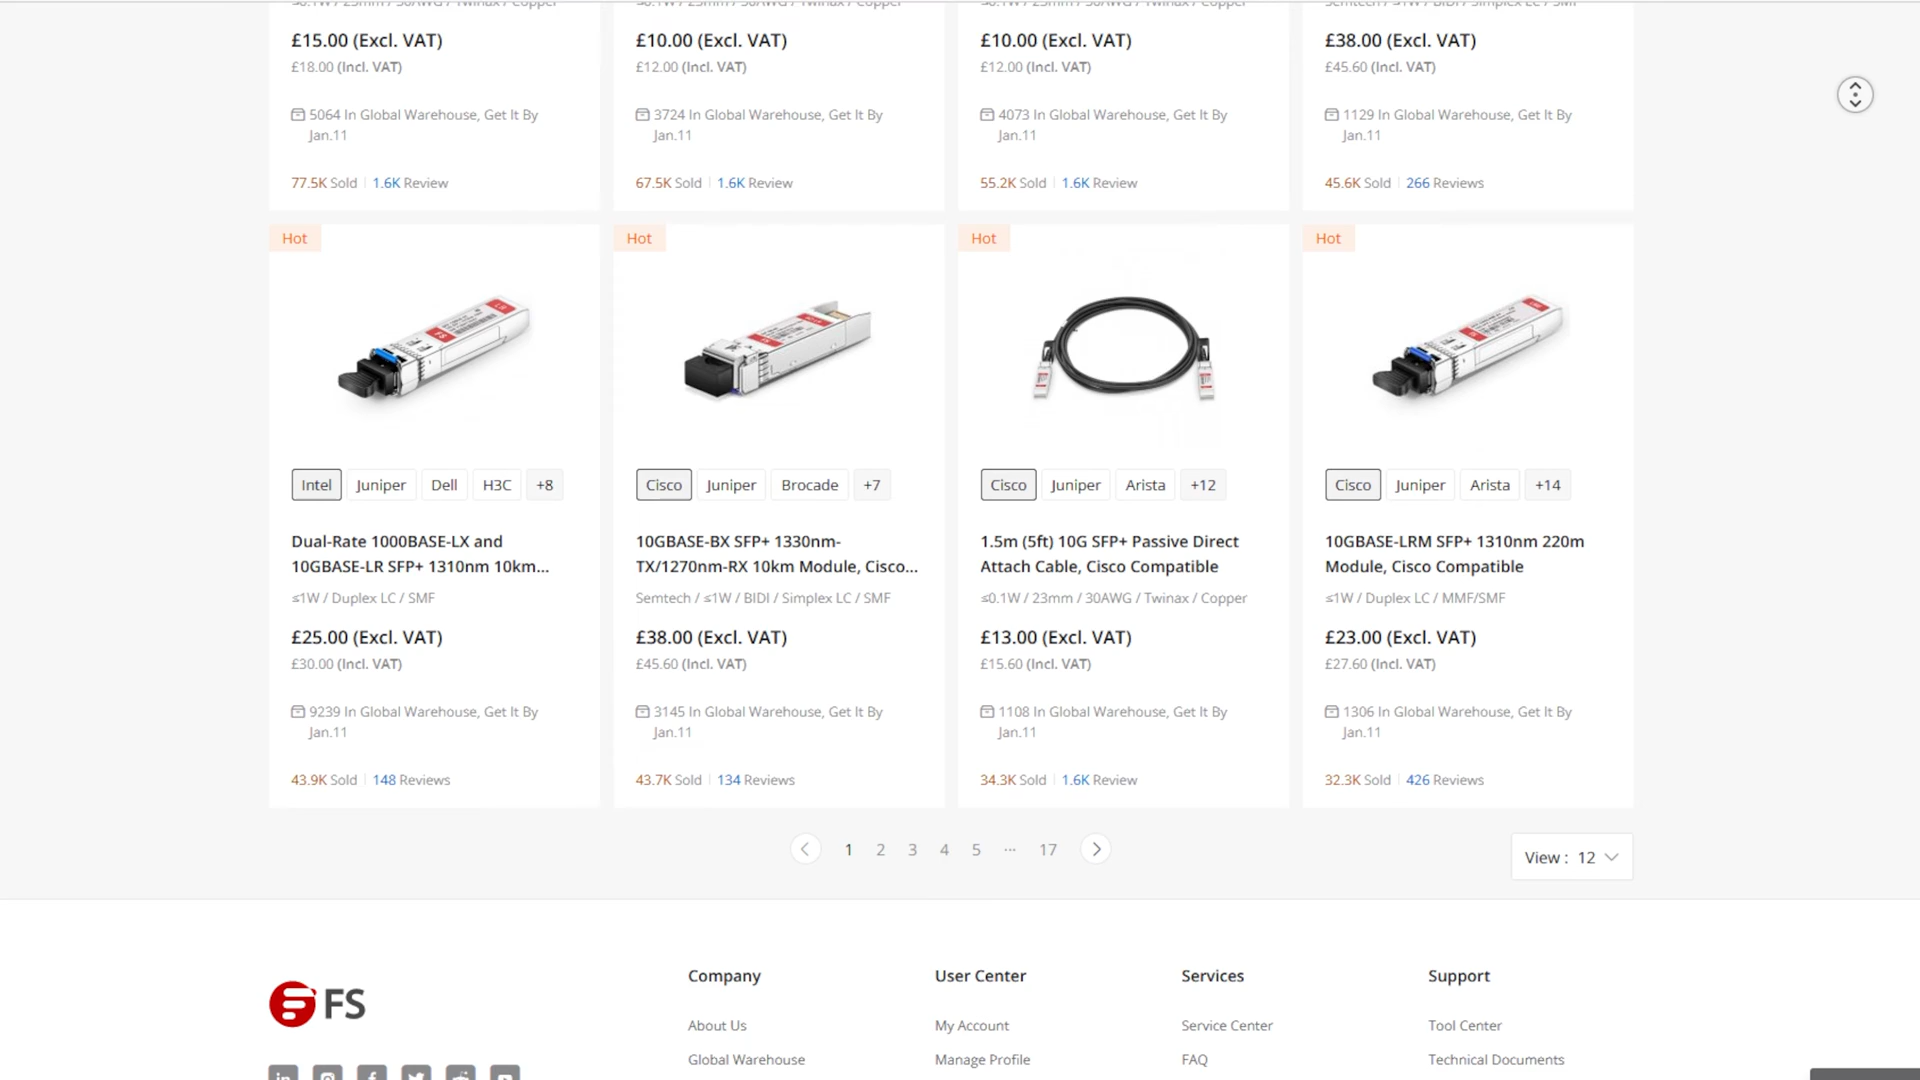 £15.00 (Excl. VAT)
£10.00 (Excl. VAT)
£10.00 (Excl. VAT)
£38.00 (Excl. VAT)
£18.00 (Incl. VAT)
£12.00 (Incl. VAT)
£12.00 (Incl. VAT)
£45.60 (Incl. VAT)
5064 In Global Warehouse, Get It By
Jan.11
3724 In Global Warehouse, Get It By
Jan.11
4073 In Global Warehouse, Get It By
Jan.11
1129 In Global Warehouse, Get It By
Jan.11
77.5K Sold | 1.6K Review
67.5K Sold | 1.6K Review
55.2K Sold | 1.6K Review
45.6K Sold | 266 Reviews
Hot
Hot
Hot
Hot
Intel Juniper Dell H3C +8
Cisco Juniper Brocade +7
Cisco Juniper Arista +12
Cisco Juniper Arista +14
Dual-Rate 1000BASE-LX and
10GBASE-LR SFP+ 1310nm 10km...
10GBASE-BX SFP+ 1330nm-
TX/1270nm-RX 10km Module, Cisco...
1.5m (5ft) 10G SFP+ Passive Direct
Attach Cable, Cisco Compatible
10GBASE-LRM SFP+ 1310nm 220m
Module, Cisco Compatible
≤1W / Duplex LC / SMF
Semtech / ≤1W / BIDI / Simplex LC / SMF
≤0.1W / 23mm / 30AWG / Twinax / Copper
≤1W / Duplex LC / MMF/SMF
£25.00 (Excl. VAT)
£38.00 (Excl. VAT)
£13.00 (Excl. VAT)
£23.00 (Excl. VAT)
£30.00 (Incl. VAT)
£45.60 (Incl. VAT)
£15.60 (Incl. VAT)
£27.60 (Incl. VAT)
9239 In Global Warehouse, Get It By
Jan.11
3145 In Global Warehouse, Get It By
Jan.11
1108 In Global Warehouse, Get It By
Jan.11
1306 In Global Warehouse, Get It By
Jan.11
43.9K Sold | 148 Reviews
43.7K Sold | 134 Reviews
34.3K Sold | 1.6K Review
32.3K Sold | 426 Reviews
1 2 3 4 5 ... 17
View : 12
FS
Company
About Us
Global Warehouse
User Center
My Account
Manage Profile
Services
Service Center
FAQ
Support
Tool Center
Technical Documents